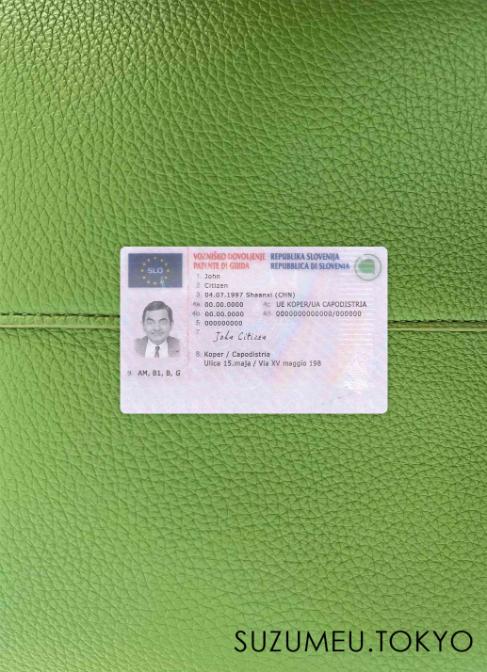 VOZNIŠKO DOVOLJENJE REPUBLIKA SLOVENIJA
PATENTE DI GUIDA REPUBBLICA DI SLOVENIA
SLO
1. John
2. Citizen
3. 04.07.1997 Shaanxi (CHN)
4a. 00.00.0000 4c. UE KOPER/UA CAPODISTRIA
4b. 00.00.0000 4d. 0000000000000/000000
5. 000000000
7. John Citizen
8. Koper / Capodistria
Ulica 15.maja / Via XV maggio 19B
9. AM, B1, B, G
SUZUMEU.TOKYO